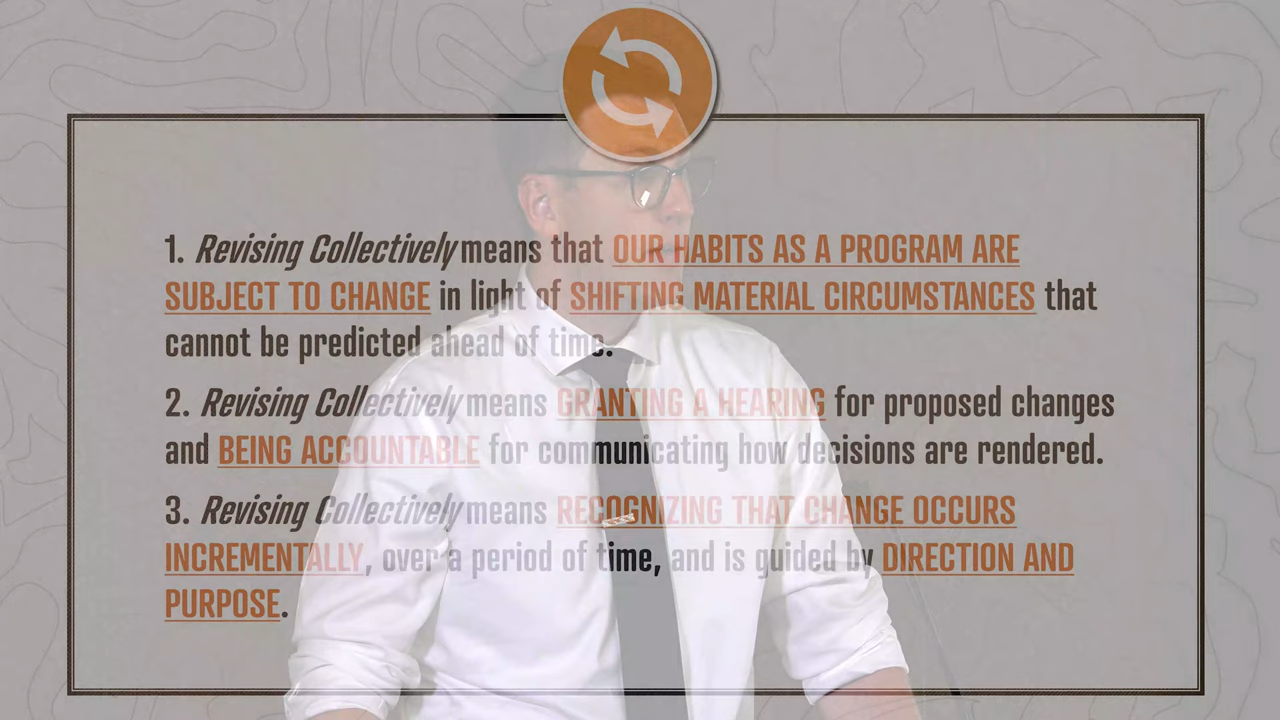 1. Revising Collectively means that OUR HABITS AS A PROGRAM ARE
SUBJECT TO CHANGE in light of SHIFTING MATERIAL CIRCUMSTANCES that
cannot be predicted ahead of time.
2. Revising Collectively means GRANTING A HEARING for proposed changes
and BEING ACCOUNTABLE for communicating how decisions are rendered.
3. Revising Collectively means RECOGNIZING THAT CHANGE OCCURS
INCREMENTALLY, over a period of time, and is guided by DIRECTION AND
PURPOSE.